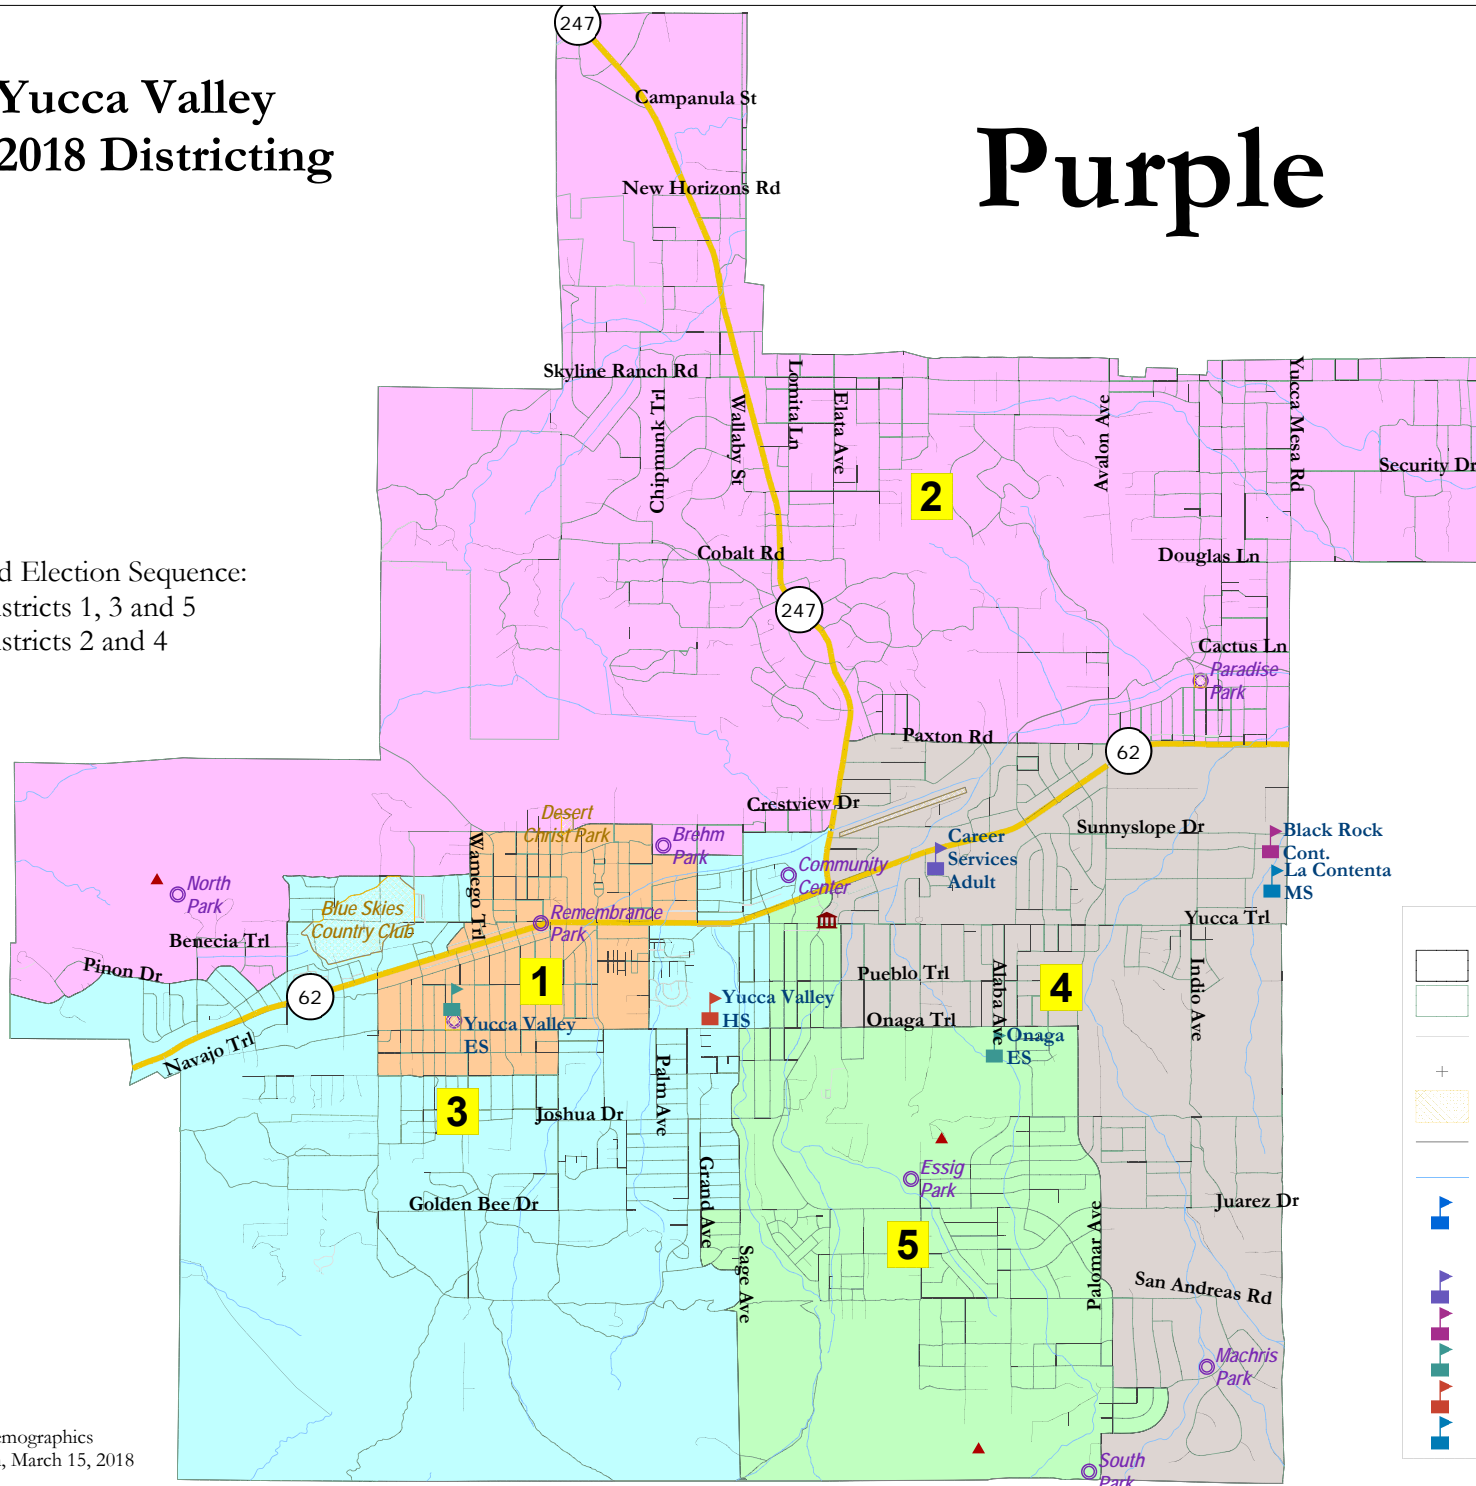 247
Yucca Valley
2018 Districting
Purple
Campanula St
New Horizons Rd
Skyline Ranch Rd
Chipmunk Trl
Wallaby St
Lomita Ln
Elata Ave
Avalon Ave
Yucca Mesa Rd
Security Dr
2
Cobalt Rd
Douglas Ln
d Election Sequence:
stricts 1, 3 and 5
stricts 2 and 4
247
Cactus Ln
Paradise
Park
Paxton Rd
62
Crestview Dr
Desert
Christ Park
Brehm
Park
Wamego Trl
Community
Center
Career
Services
Adult
Sunnyslope Dr
Black Rock
Cont.
La Contenta
MS
North
Park
Blue Skies
Country Club
Remembrance
Park
Yucca Trl
Benecia Trl
Pinon Dr
62
1
Pueblo Trl
Alaba Ave
4
Indio Ave
Yucca Valley
HS
Onaga Trl
Yucca Valley
ES
Onaga
ES
Navajo Trl
Palm Ave
3
Joshua Dr
Essig
Park
Golden Bee Dr
Grand Ave
Juarez Dr
5
Sage Ave
Palomar Ave
San Andreas Rd
Machris
Park
emographics
, March 15, 2018
South
Park